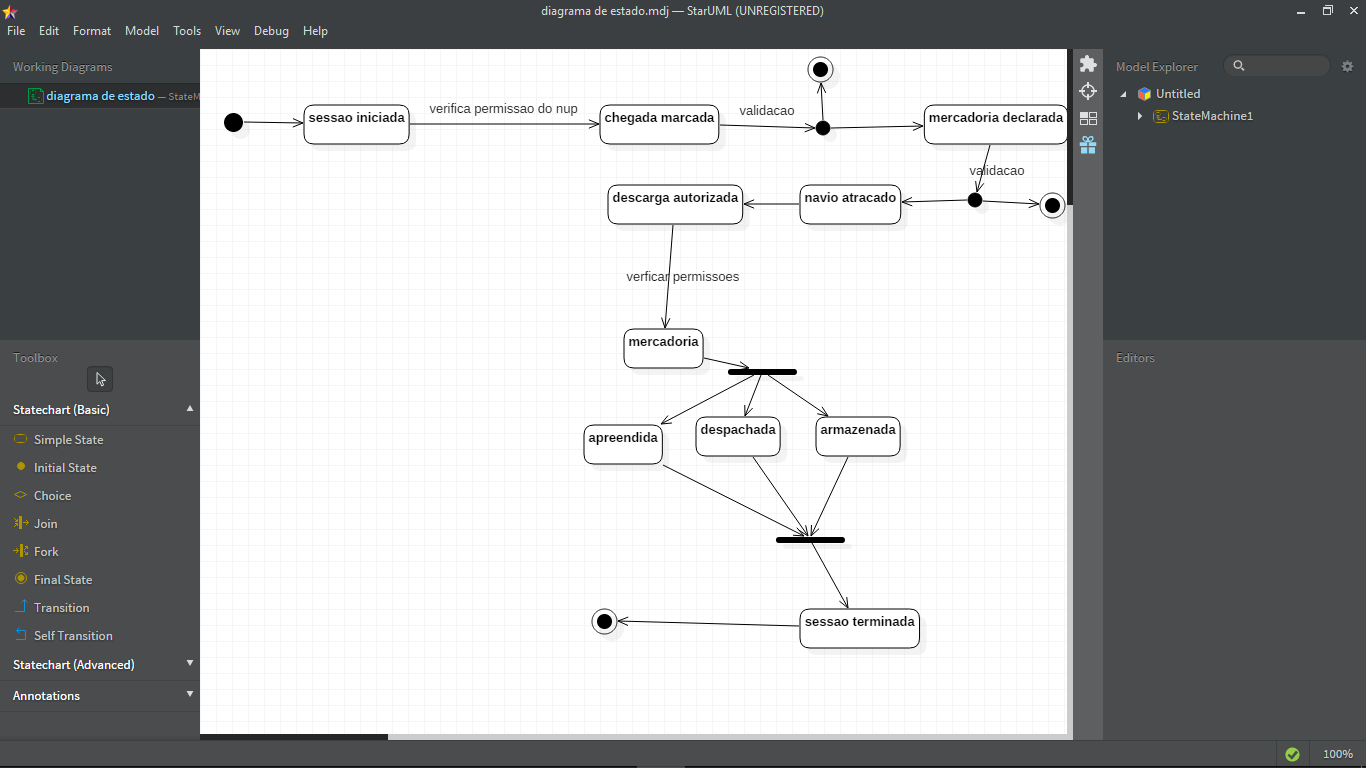 diagrama de estado.mdj — StarUML (UNREGISTERED)
File Edit Format Model Tools View Debug Help
Working Diagrams
diagrama de estado — StateM
Toolbox
Statechart (Basic)
Simple State
Initial State
Choice
Join
Fork
Final State
Transition
Self Transition
Statechart (Advanced)
Annotations
sessao iniciada
verifica permissao do nup
chegada marcada
validacao
mercadoria declarada
validacao
descarga autorizada
navio atracado
verficar permissoes
mercadoria
apreendida
despachada
armazenada
sessao terminada
Model Explorer
Untitled
StateMachine1
Editors
100%